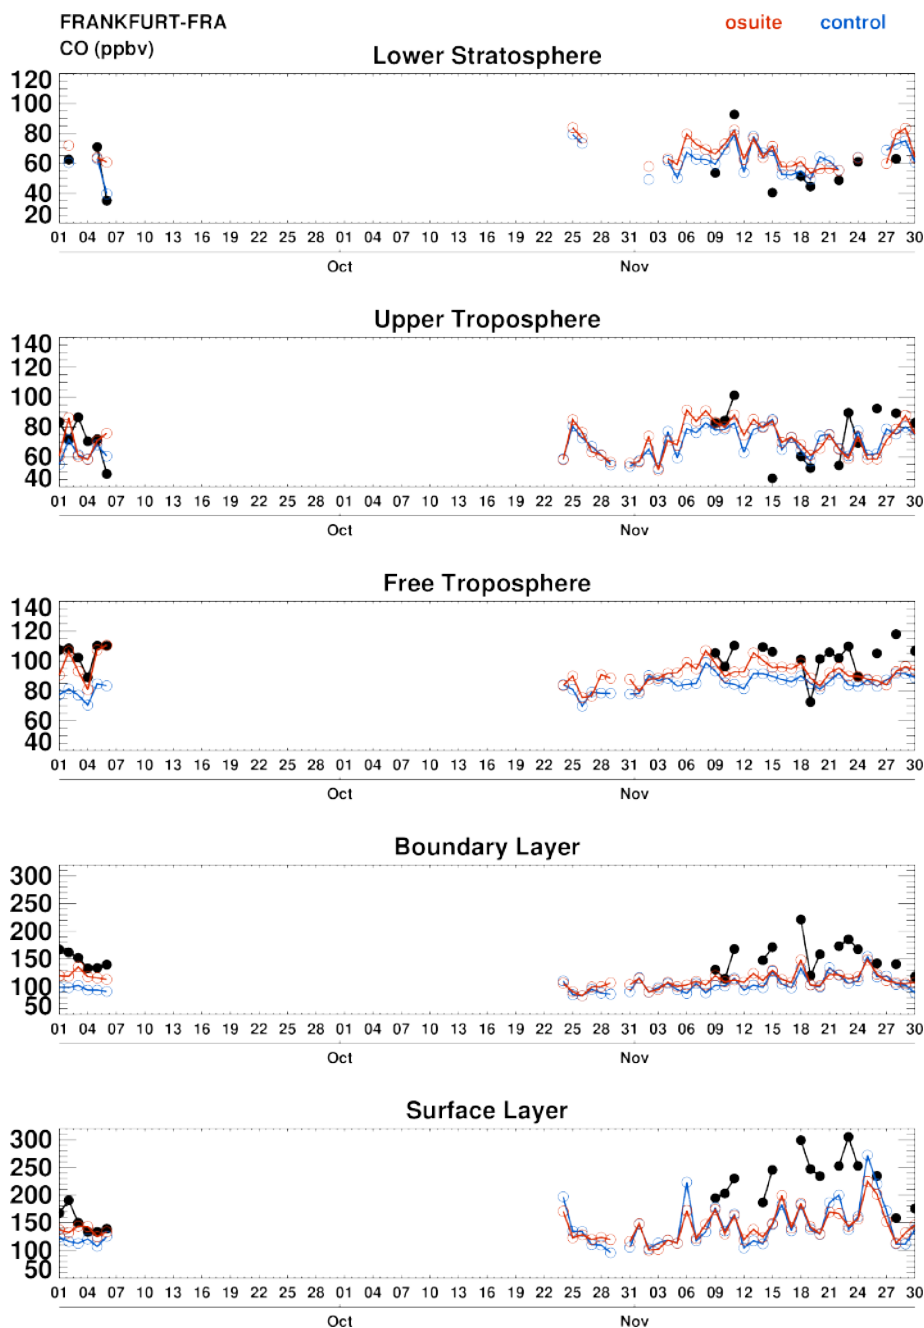 FRANKFURT-FRA
osuite control
CO (ppbv)
Lower Stratosphere
120
100
80
60
40
20
01 04 07 10 13 16 19 22 25 28 01 04 07 10 13 16 19 22 25 28 31 03 06 09 12 15 18 21 24 27 30
Oct Nov
Upper Troposphere
140
120
100
80
60
40
01 04 07 10 13 16 19 22 25 28 01 04 07 10 13 16 19 22 25 28 31 03 06 09 12 15 18 21 24 27 30
Oct Nov
Free Troposphere
140
120
100
80
60
40
01 04 07 10 13 16 19 22 25 28 01 04 07 10 13 16 19 22 25 28 31 03 06 09 12 15 18 21 24 27 30
Oct Nov
Boundary Layer
300
250
200
150
100
50
01 04 07 10 13 16 19 22 25 28 01 04 07 10 13 16 19 22 25 28 31 03 06 09 12 15 18 21 24 27 30
Oct Nov
Surface Layer
300
250
200
150
100
50
01 04 07 10 13 16 19 22 25 28 01 04 07 10 13 16 19 22 25 28 31 03 06 09 12 15 18 21 24 27 30
Oct Nov